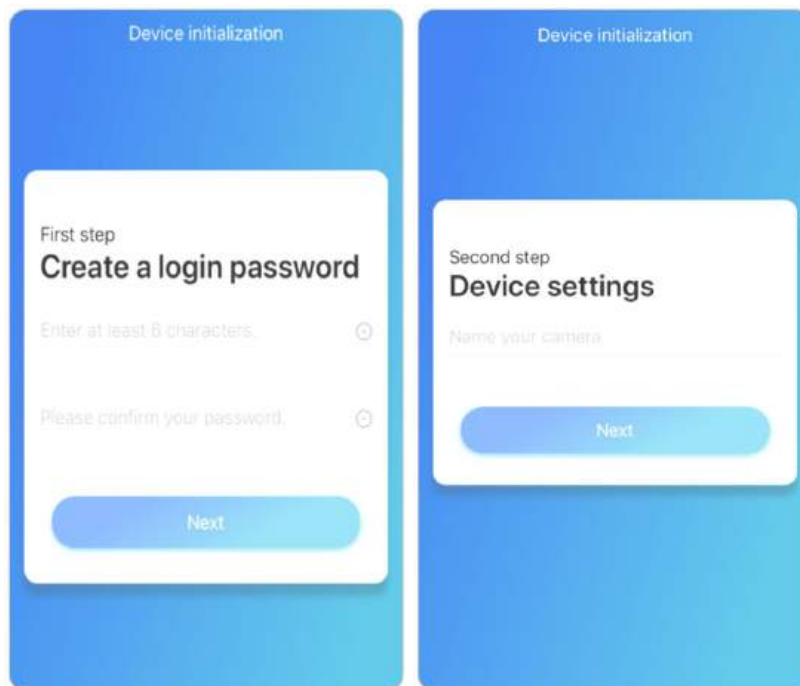 Device initialization
First step
Create a login password
Enter at least 6 characters.
Please confirm your password.
Next
Device initialization
Second step
Device settings
Name your camera
Next